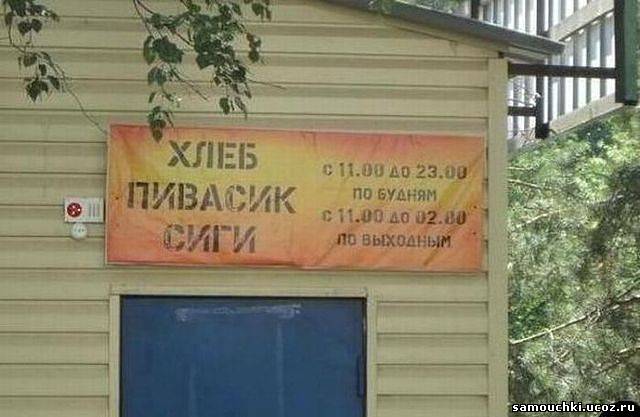 ХЛЕБ
ПИВАСИК
СИГИ
с 11.00 до 23.00
по будням
с 11.00 до 02.00
по выходным
samouchki.ucoz.ru